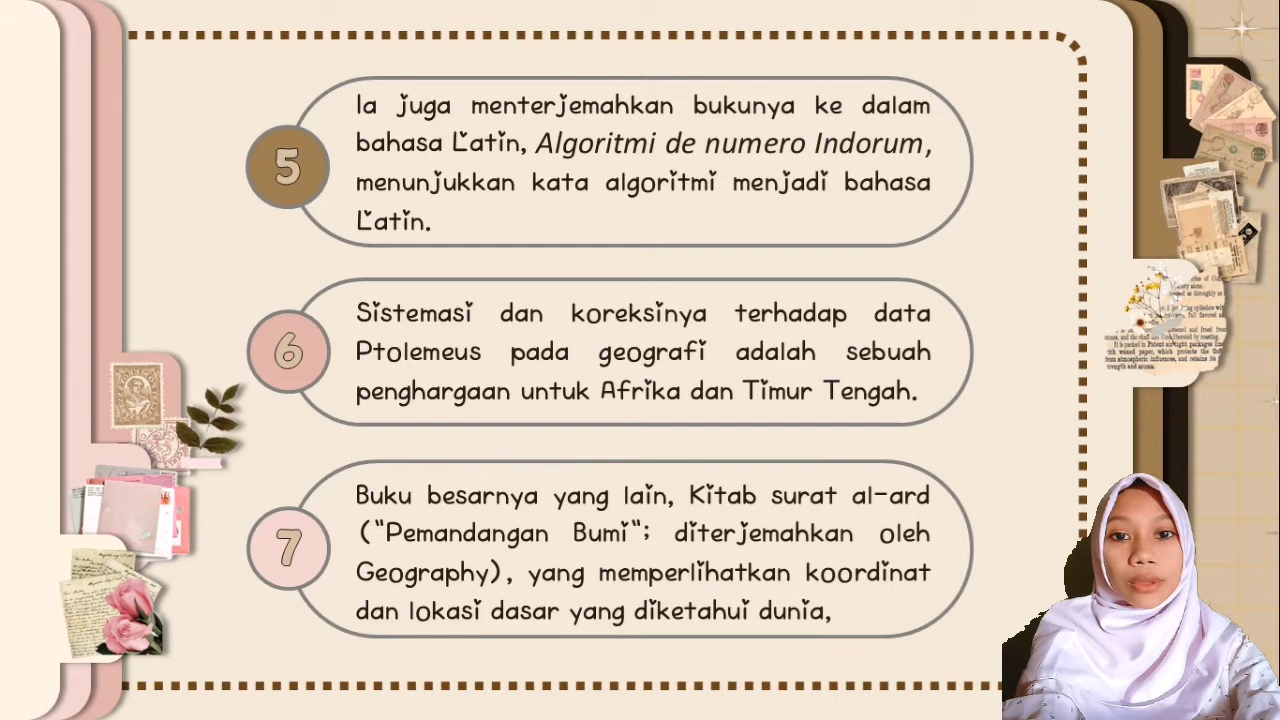 5
Ia juga menterjemahkan bukunya ke dalam
bahasa Latin, Algoritmi de numero Indorum,
menunjukkan kata algoritmi menjadi bahasa
Latin.
6
Sistemasi dan koreksinya terhadap data
Ptolemeus pada geografi adalah sebuah
penghargaan untuk Afrika dan Timur Tengah.
7
Buku besarnya yang lain, Kitab surat al-ard
("Pemandangan Bumi"; diterjemahkan oleh
Geography), yang memperlihatkan koordinat
dan lokasi dasar yang diketahui dunia,